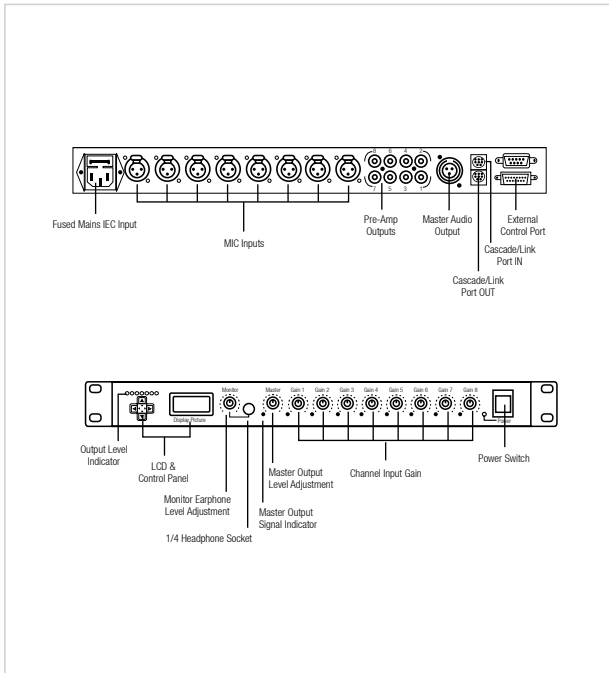 8 6 4 2
7 5 3 1
Fused Mains IEC Input
MIC Inputs
Pre-Amp
Outputs
Master Audio
Output
External
Control Port
Cascade/Link
Port IN
Cascade/Link
Port OUT
Monitor
Master
Gain 1
Gain 2
Gain 3
Gain 4
Gain 5
Gain 6
Gain 7
Gain 8
Display Picture
Power
Output Level
Indicator
LCD &
Control Panel
Monitor Earphone
Level Adjustment
1/4 Headphone Socket
Master Output
Level Adjustment
Master Output
Signal Indicator
Channel Input Gain
Power Switch